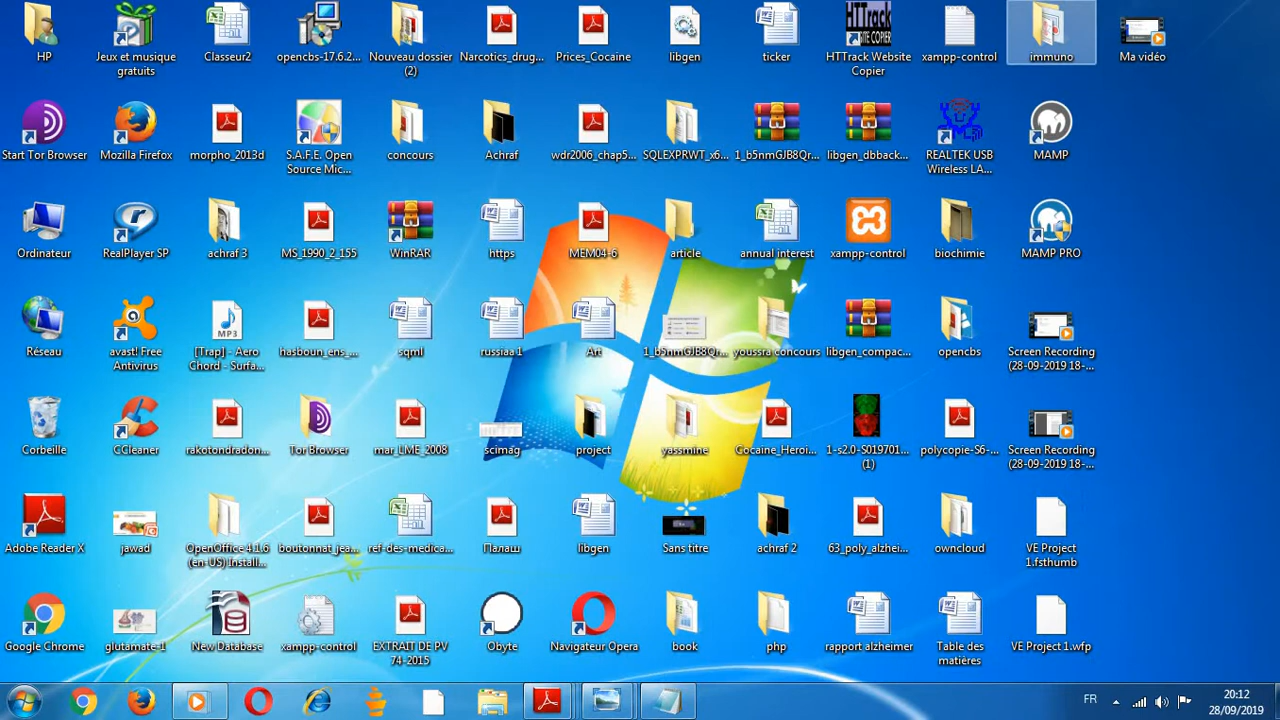 HP
Jeux et musique
gratuits
Classeur2
opencbs-17.6.2...
Nouveau dossier
(2)
Narcotics_drug...
Prices_Cocaine
libgen
ticker
HTTrack
SITE COPIER
HTTrack Website
Copier
xampp-control
immuno
Ma vidéo
Start Tor Browser
Mozilla Firefox
morpho_2013d
S.A.F.E. Open
Source Mic...
concours
Achraf
wdr2006_chap5...
SQLEXPRWT_x6...
1_b5nmGJB8Qr...
libgen_dbback...
REALTEK USB
Wireless LA...
MAMP
Ordinateur
RealPlayer SP
achraf 3
MS_1990_2_155
WinRAR
https
MEM04-6
article
annual interest
xampp-control
biochimie
MAMP PRO
Réseau
avast! Free
Antivirus
MP3
[Trap] - Aero
Chord - Surfa...
hasboun_ens_...
sqml
russiaa 1
Art
1_b5nmGJB8Qr...
youssra concours
libgen_compac...
opencbs
Screen Recording
(28-09-2019 18-...
Corbeille
CCleaner
rakotondradon...
Tor Browser
mar_LME_2008
scimag
project
yassmine
Cocaine_Heroi...
1-s2.0-S019701...
(1)
polycopie-S6-...
Screen Recording
(28-09-2019 18-...
Adobe Reader X
jawad
OpenOffice 4.1.6
(en-US) Install...
boutonnat_jea...
ref-des-medica...
Палаш
libgen
Sans titre
achraf 2
63_poly_alzhei...
owncloud
VE Project
1.fsthumb
Google Chrome
glutamate-1
New Database
xampp-control
EXTRAIT DE PV
74-2015
Obyte
Navigateur Opera
book
php
rapport alzheimer
Table des
matières
VE Project 1.wfp
FR
20:12
28/09/2019